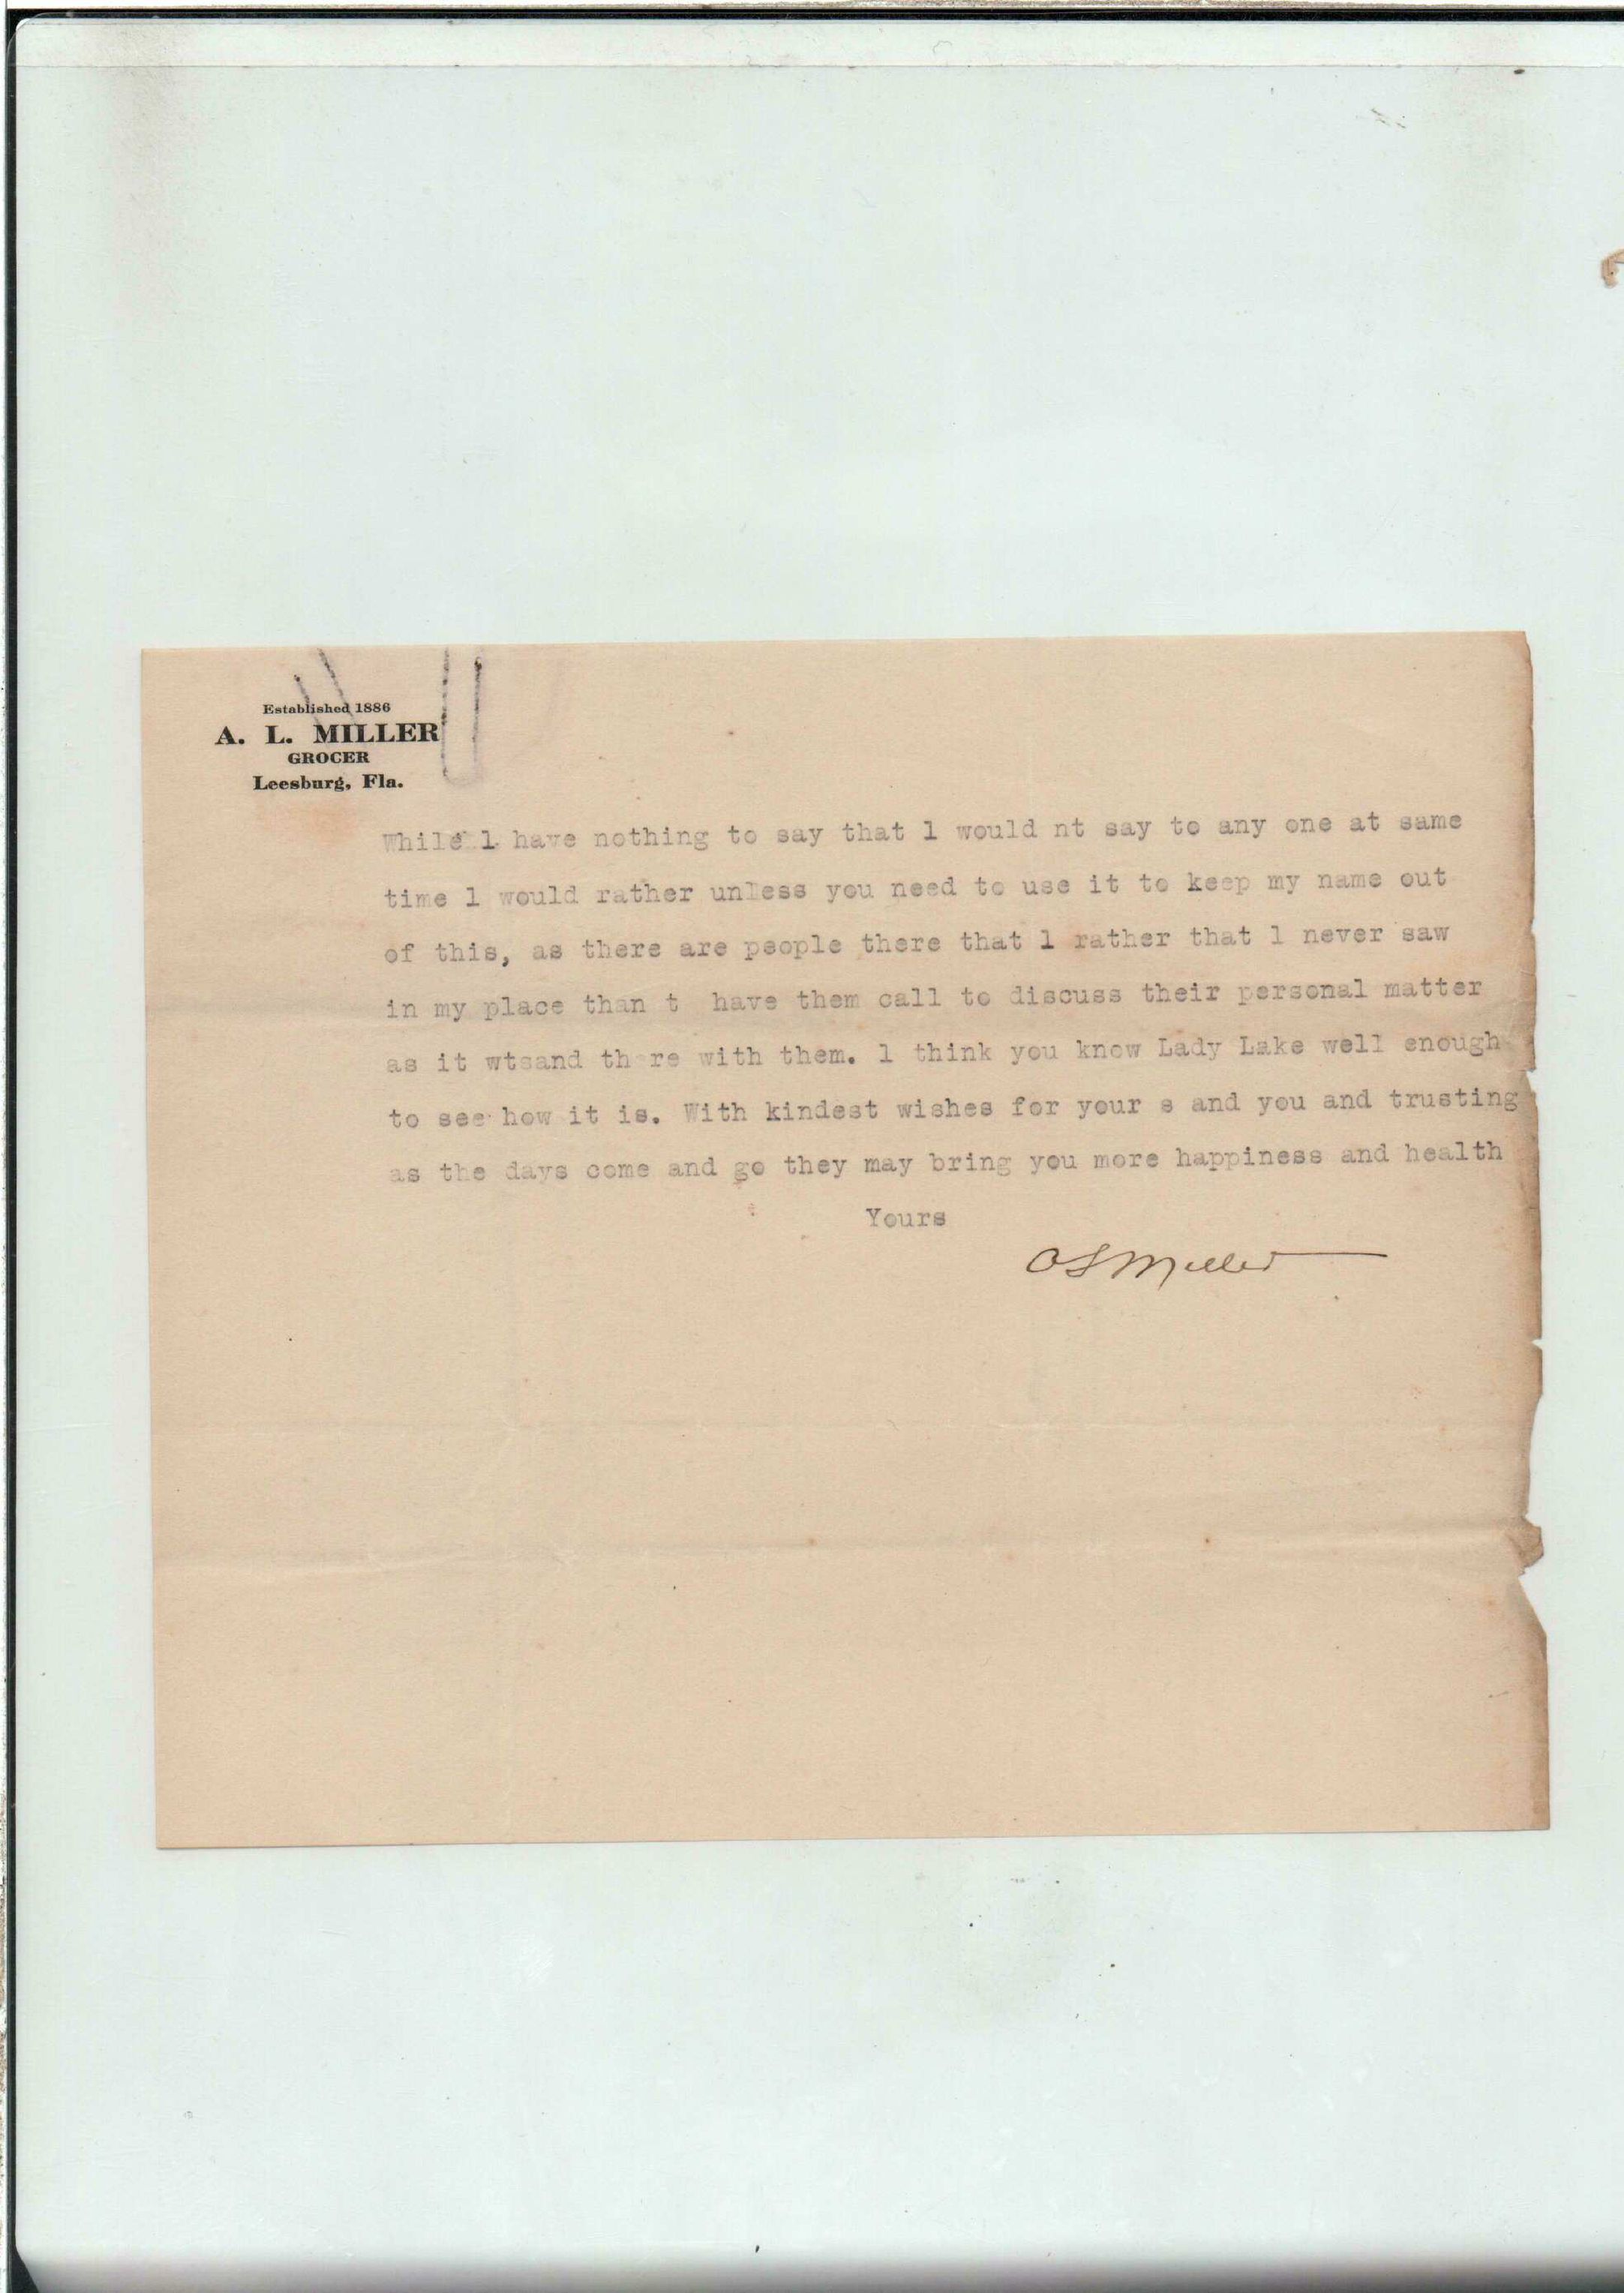 Established 1886
A. L. MILLER
GROCER
Leesburg, Fla.
While l have nothing to say that l would nt say to any one at same
time l would rather unless you need to use it to keep my name out
of this, as there are people there that l rather that l never saw
in my place than t have them call to discuss their personal matter
as it wtsand th re with them. l think you know Lady Lake well enough
to see how it is. With kindest wishes for your s and you and trusting
as the days come and go they may bring you more happiness and health
Yours
A L Miller